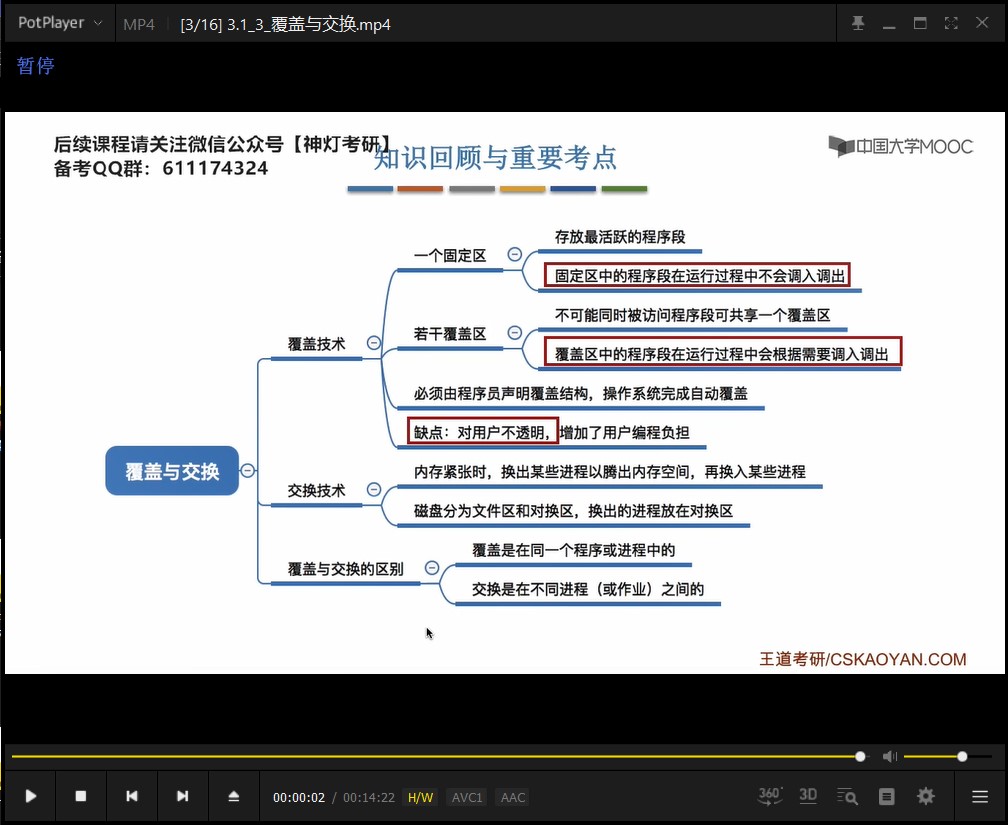 PotPlayer
MP4
[3/16] 3.1_3_覆盖与交换.mp4
暂停
后续课程请关注微信公众号【神灯考研】
备考QQ群：611174324
知识回顾与重要考点
中国大学MOOC
存放最活跃的程序段
一个固定区
固定区中的程序段在运行过程中不会调入调出
不可能同时被访问程序段可共享一个覆盖区
若干覆盖区
覆盖技术
覆盖区中的程序段在运行过程中会根据需要调入调出
必须由程序员声明覆盖结构，操作系统完成自动覆盖
缺点：对用户不透明，增加了用户编程负担
覆盖与交换
内存紧张时，换出某些进程以腾出内存空间，再换入某些进程
交换技术
磁盘分为文件区和对换区，换出的进程放在对换区
覆盖是在同一个程序或进程中的
覆盖与交换的区别
交换是在不同进程（或作业）之间的
王道考研/CSKAOYAN.COM
00:00:02 / 00:14:22 H/W AVC1 AAC
360°
3D